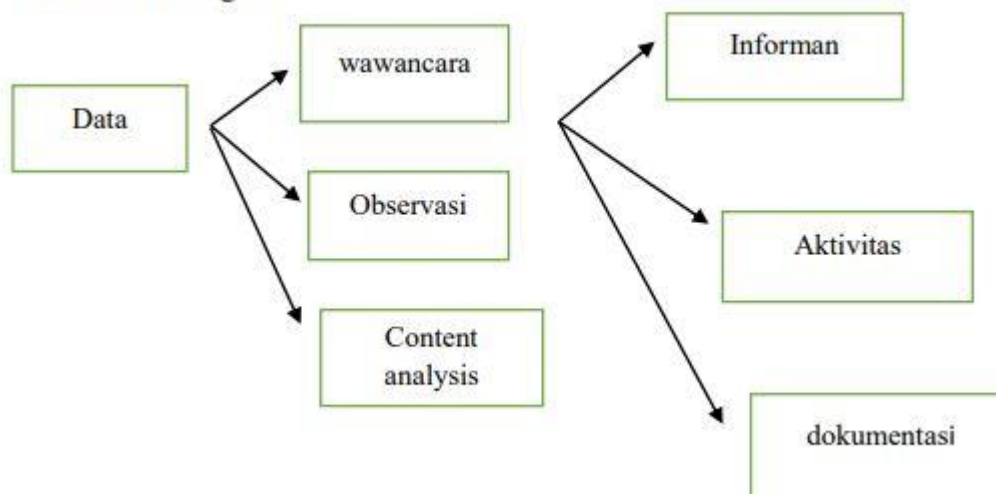 Data
wawancara
Observasi
Content
analysis
Informan
Aktivitas
dokumentasi